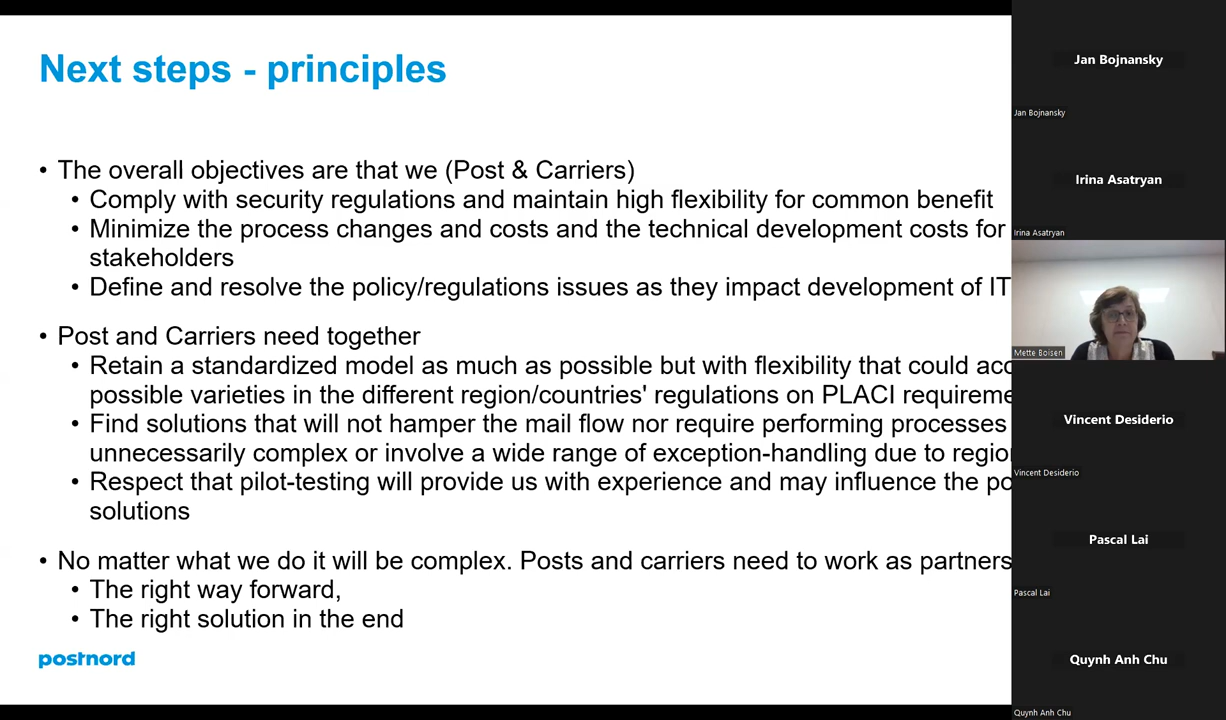 Next steps - principles
• The overall objectives are that we (Post & Carriers)
• Comply with security regulations and maintain high flexibility for common benefit
• Minimize the process changes and costs and the technical development costs for
stakeholders
• Define and resolve the policy/regulations issues as they impact development of IT
• Post and Carriers need together
• Retain a standardized model as much as possible but with flexibility that could
possible varieties in the different region/countries' regulations on PLACI
• Find solutions that will not hamper the mail flow nor require performing processes
unnecessarily complex or involve a wide range of exception-handling due to
• Respect that pilot-testing will provide us with experience and may influence the
solutions
• No matter what we do it will be complex. Posts and carriers need to work as partners
• The right way forward,
• The right solution in the end
postnord
Jan Bojnansky
Jan Bojnansky
Irina Asatryan
Irina Asatryan
Mette Boisen
Vincent Desiderio
Vincent Desiderio
Pascal Lai
Pascal Lai
Quynh Anh Chu
Quynh Anh Chu